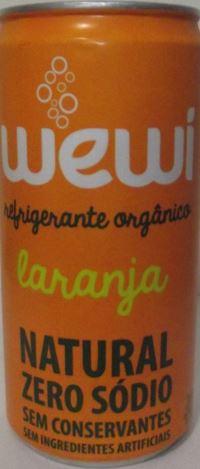 wewi
refrigerante orgânico
laranja
NATURAL
ZERO SÓDIO
SEM CONSERVANTES
SEM INGREDIENTES ARTIFICIAIS